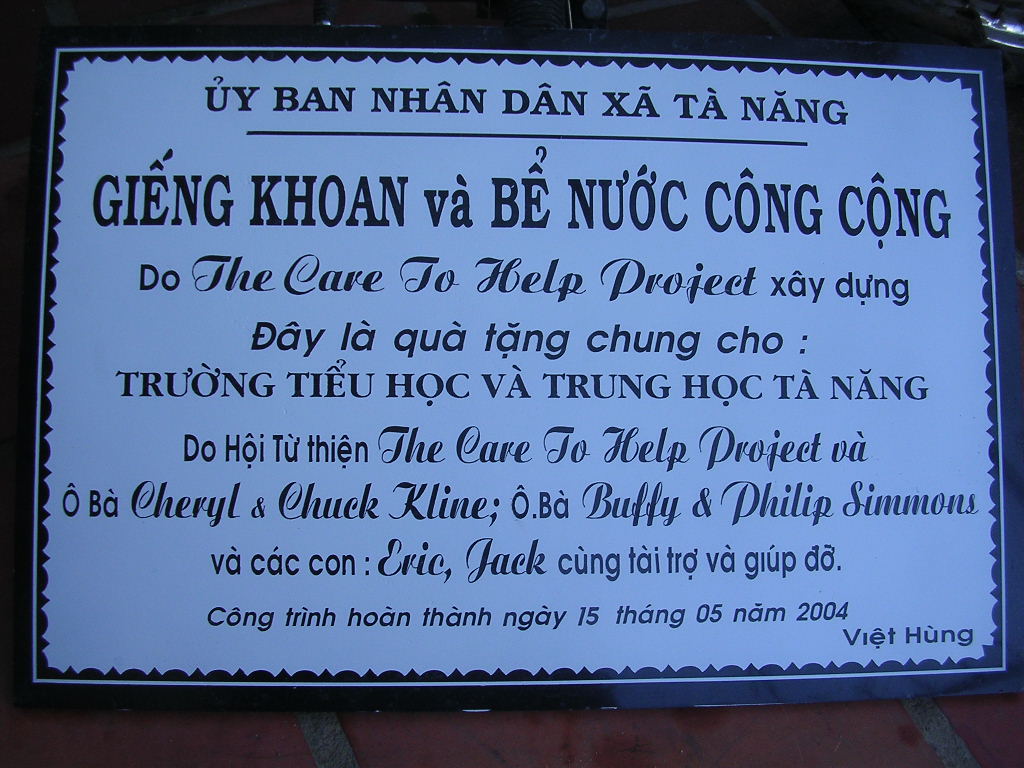 ỦY BAN NHÂN DÂN XÃ TÀ NĂNG
GIẾNG KHOAN và BỂ NƯỚC CÔNG CỘNG
Do The Care To Help Project xây dựng
Đây là quà tặng chung cho :
TRƯỜNG TIỂU HỌC VÀ TRUNG HỌC TÀ NĂNG
Do Hội Từ thiện The Care To Help Project và
Ô Bà Cheryl & Chuck Kline; Ô.Bà Buffy & Philip Simmons
và các con : Eric, Jack cùng tài trợ và giúp đỡ.
Công trình hoàn thành ngày 15 tháng 05 năm 2004
Việt Hùng